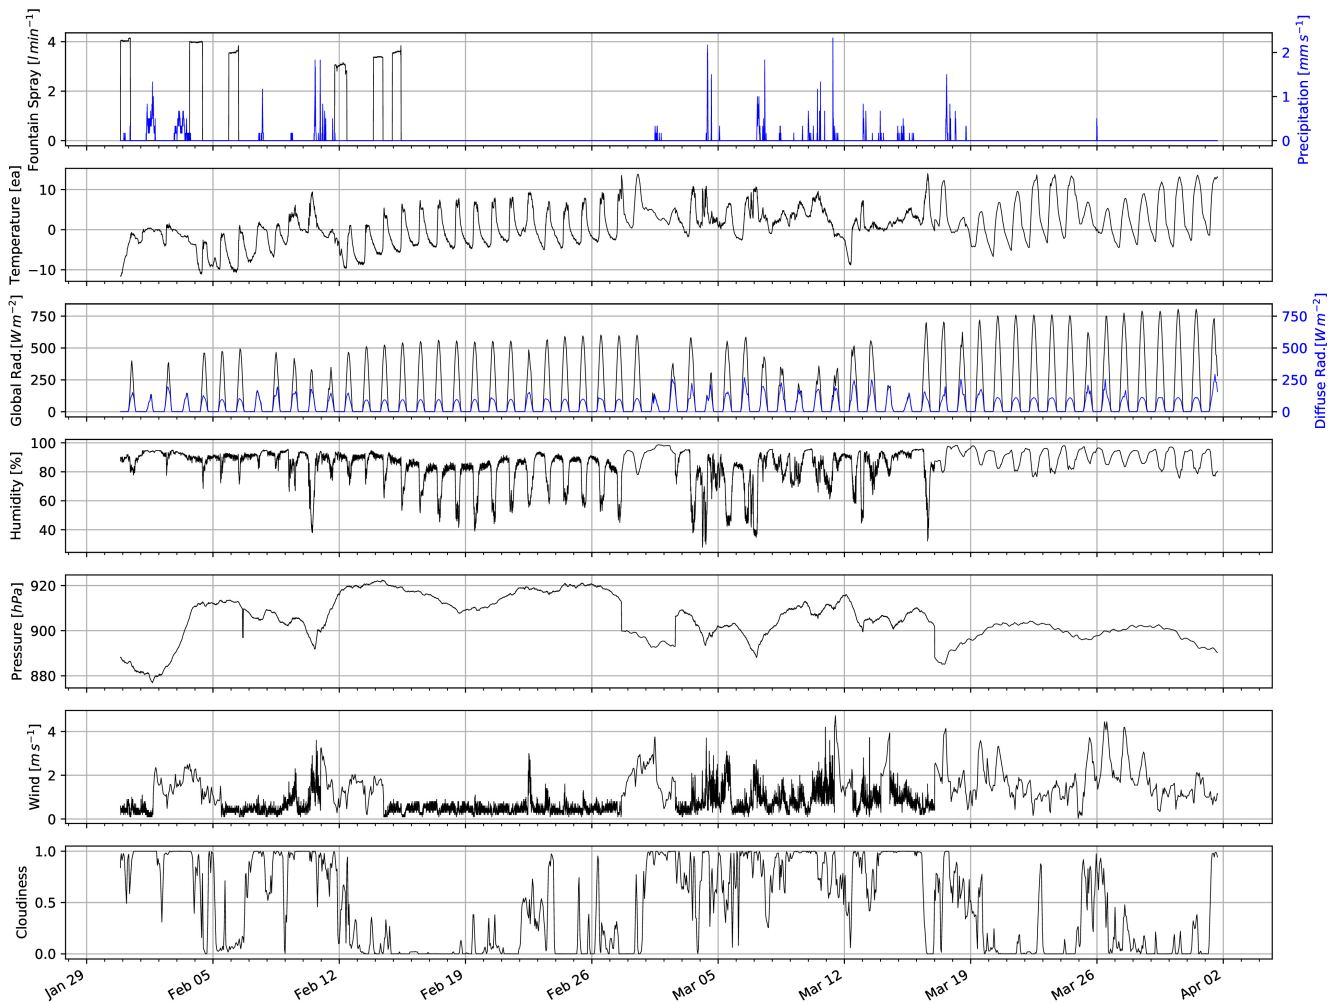 Fountain Spray [l min⁻¹]
4
2
0
2
1
0
Precipitation [mm s⁻¹]
Temperature [ea]
10
0
−10
Global Rad.[W m⁻²]
750
500
250
0
750
500
250
0
Diffuse Rad.[W m⁻²]
Humidity [%]
100
80
60
40
Pressure [hPa]
920
900
880
Wind [m s⁻¹]
4
2
0
Cloudiness
1.0
0.5
0.0
Jan 29
Feb 05
Feb 12
Feb 19
Feb 26
Mar 05
Mar 12
Mar 19
Mar 26
Apr 02